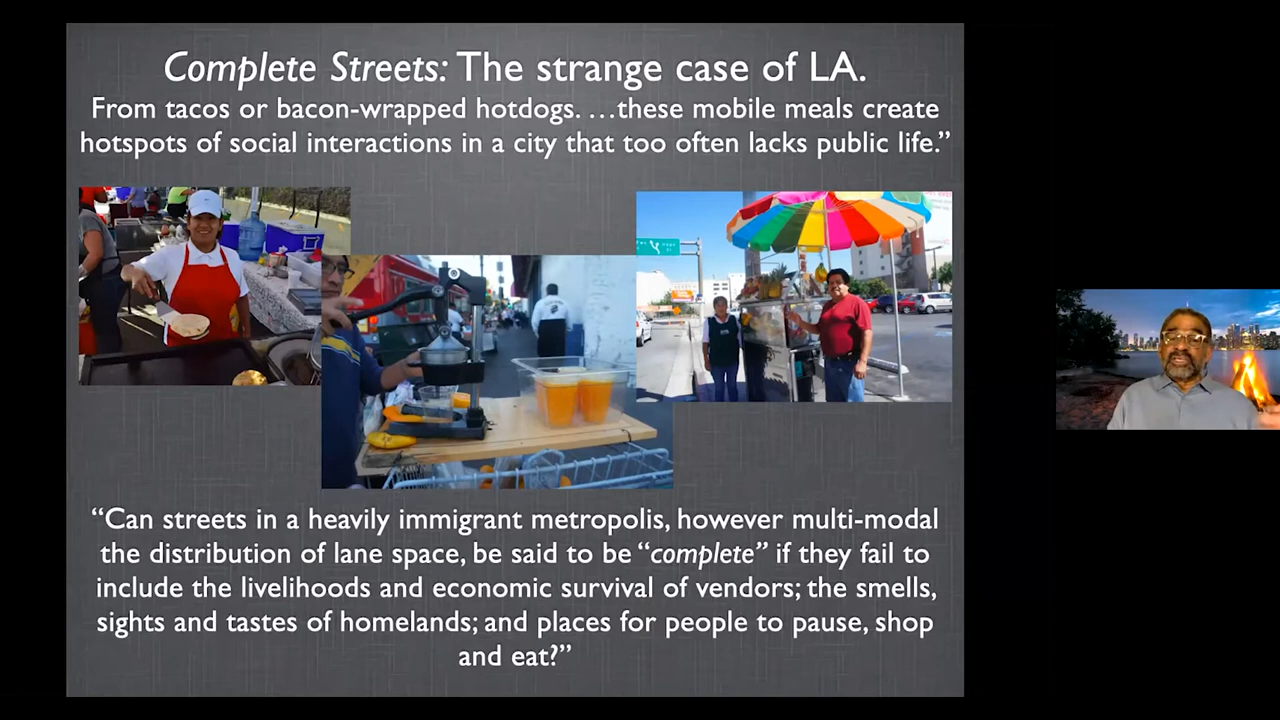 Complete Streets: The strange case of LA.
From tacos or bacon-wrapped hotdogs. …these mobile meals create
hotspots of social interactions in a city that too often lacks public life.”
“Can streets in a heavily immigrant metropolis, however multi-modal
the distribution of lane space, be said to be “complete” if they fail to
include the livelihoods and economic survival of vendors; the smells,
sights and tastes of homelands; and places for people to pause, shop
and eat?”